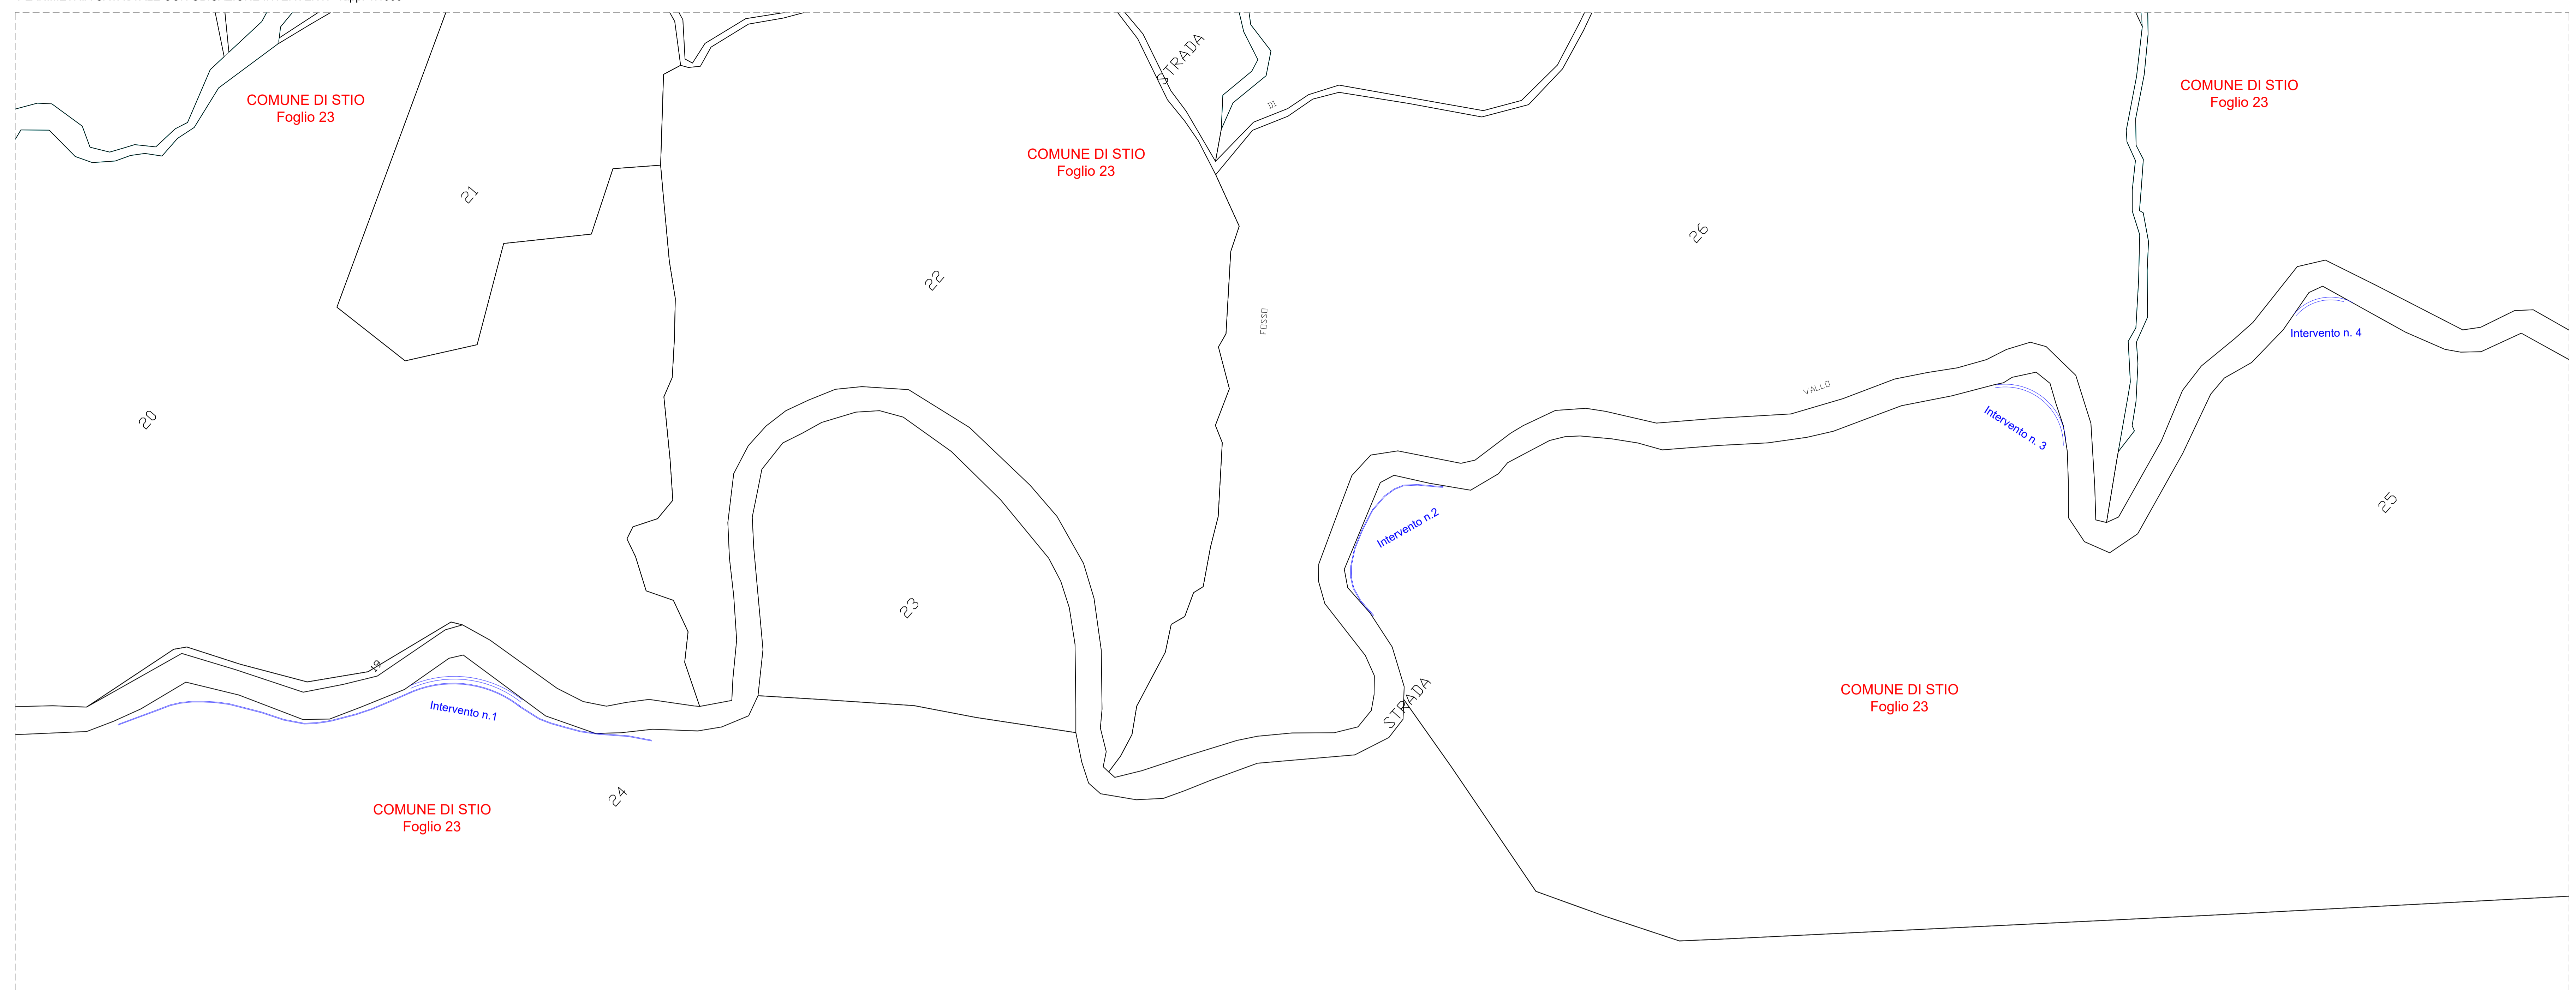 STRADA
COMUNE DI STIO
Foglio 23
COMUNE DI STIO
Foglio 23
DI
COMUNE DI STIO
Foglio 23
21
26
22
FOSSO
Intervento n. 4
VALLO
20
Intervento n. 3
25
Intervento n.2
23
19
STRADA
COMUNE DI STIO
Foglio 23
Intervento n.1
24
COMUNE DI STIO
Foglio 23